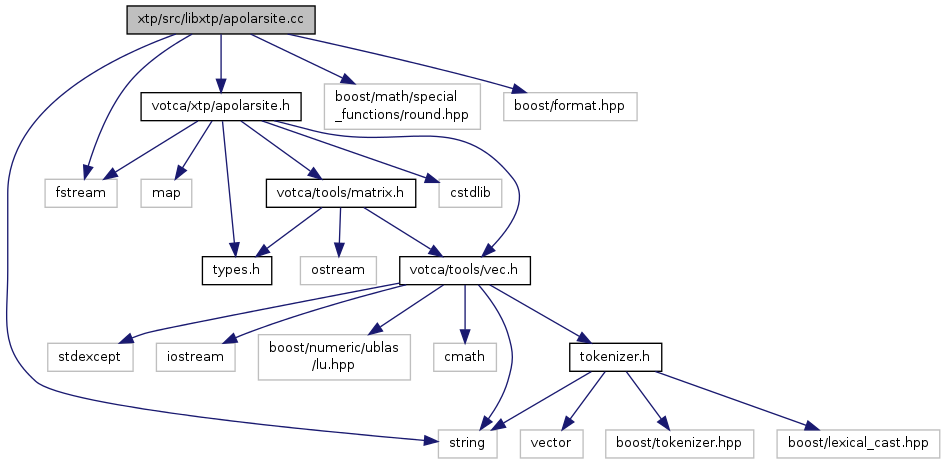 xtp/src/libxtp/apolarsite.cc
boost/math/special
_functions/round.hpp
votca/xtp/apolarsite.h
boost/format.hpp
fstream
map
votca/tools/matrix.h
cstdlib
types.h
ostream
votca/tools/vec.h
stdexcept
iostream
boost/numeric/ublas
/lu.hpp
cmath
tokenizer.h
string
vector
boost/tokenizer.hpp
boost/lexical_cast.hpp